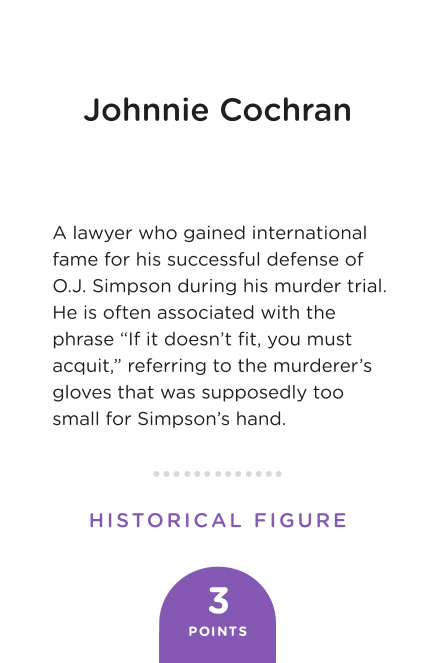 Johnnie Cochran
A lawyer who gained international
fame for his successful defense of
O.J. Simpson during his murder trial.
He is often associated with the
phrase “If it doesn’t fit, you must
acquit,” referring to the murderer’s
gloves that was supposedly too
small for Simpson’s hand.
HISTORICAL FIGURE
3
POINTS